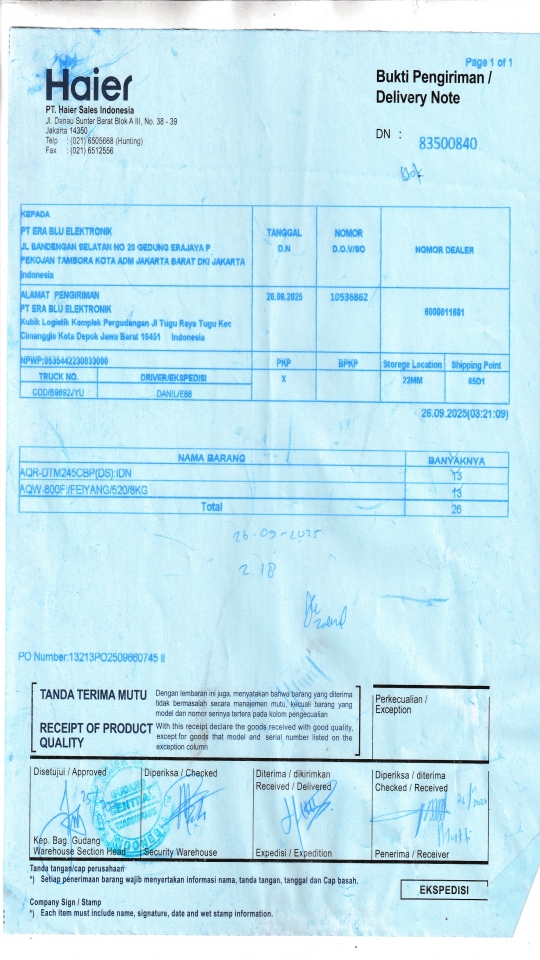 Page 1 of 1
Haier
Bukti Pengiriman /
Delivery Note
PT. Haier Sales Indonesia
Jl. Danau Sunter Barat Blok A III, No. 38 - 39
Jakarta 14350
Telp : (021) 6505668 (Hunting)
Fax : (021) 6512556
DN : 83500840
KEPADA
PT ERA BLU ELEKTRONIK
JL BANDENGAN SELATAN NO 20 GEDUNG ERAJAYA P
PEKOJAN TAMBORA KOTA ADM JAKARTA BARAT DKI JAKARTA
Indonesia
TANGGAL
D.N
NOMOR
D.O.V/SO
NOMOR DEALER
ALAMAT PENGIRIMAN
PT ERA BLU ELEKTRONIK
Kubik Logistik Komplek Pergudangan Jl Tugu Raya Tugu Kec
Cimanggis Kota Depok Jawa Barat 16451 Indonesia
26.09.2025
10536862
NPWP:0535442230033000
PKP
BPKP
Storege Location
Shipping Point
TRUCK NO.
DRIVER/EKSPEDISI
X
22MM
65D1
CDD/B9692JYU
26.09.2025(03:21:09)
NAMA BARANG
BANYAKNYA
AQR-DTM245CBP(DS):IDN
13
AQW-800F:/FEIYANG/520/8KG
13
Total
26
26-09-2025
2.18
PO Number:13213PO2509660745 II
TANDA TERIMA MUTU
Dengan lembaran ini juga, menyatakan bahwa barang yang diterima
tidak bermasalah secara manajemen mutu, kecuali barang yang
model dan nomor serinya tertera pada kolom pengecualian
RECEIPT OF PRODUCT
QUALITY
With this receipt declare the goods received with good quality,
except for goods that model and serial number listed on the
exception column
Perkecualian /
Exception
Disetujui / Approved
Diperiksa / Checked
Diterima / dikirimkan
Received / Delivered
Diperiksa / diterima
Checked / Received
GUDANG
CENTRAL
Kep. Bag. Gudang
Warehouse Section Head
Security Warehouse
Expedisi / Expedition
Penerima / Receiver
Tanda tangan/cap perusahaan
*) Setiap penerimaan barang wajib menyertakan informasi nama, tanda tangan, tanggal dan Cap basah.
EKSPEDISI
Company Sign / Stamp
*) Each item must include name, signature, date and wet stamp information.